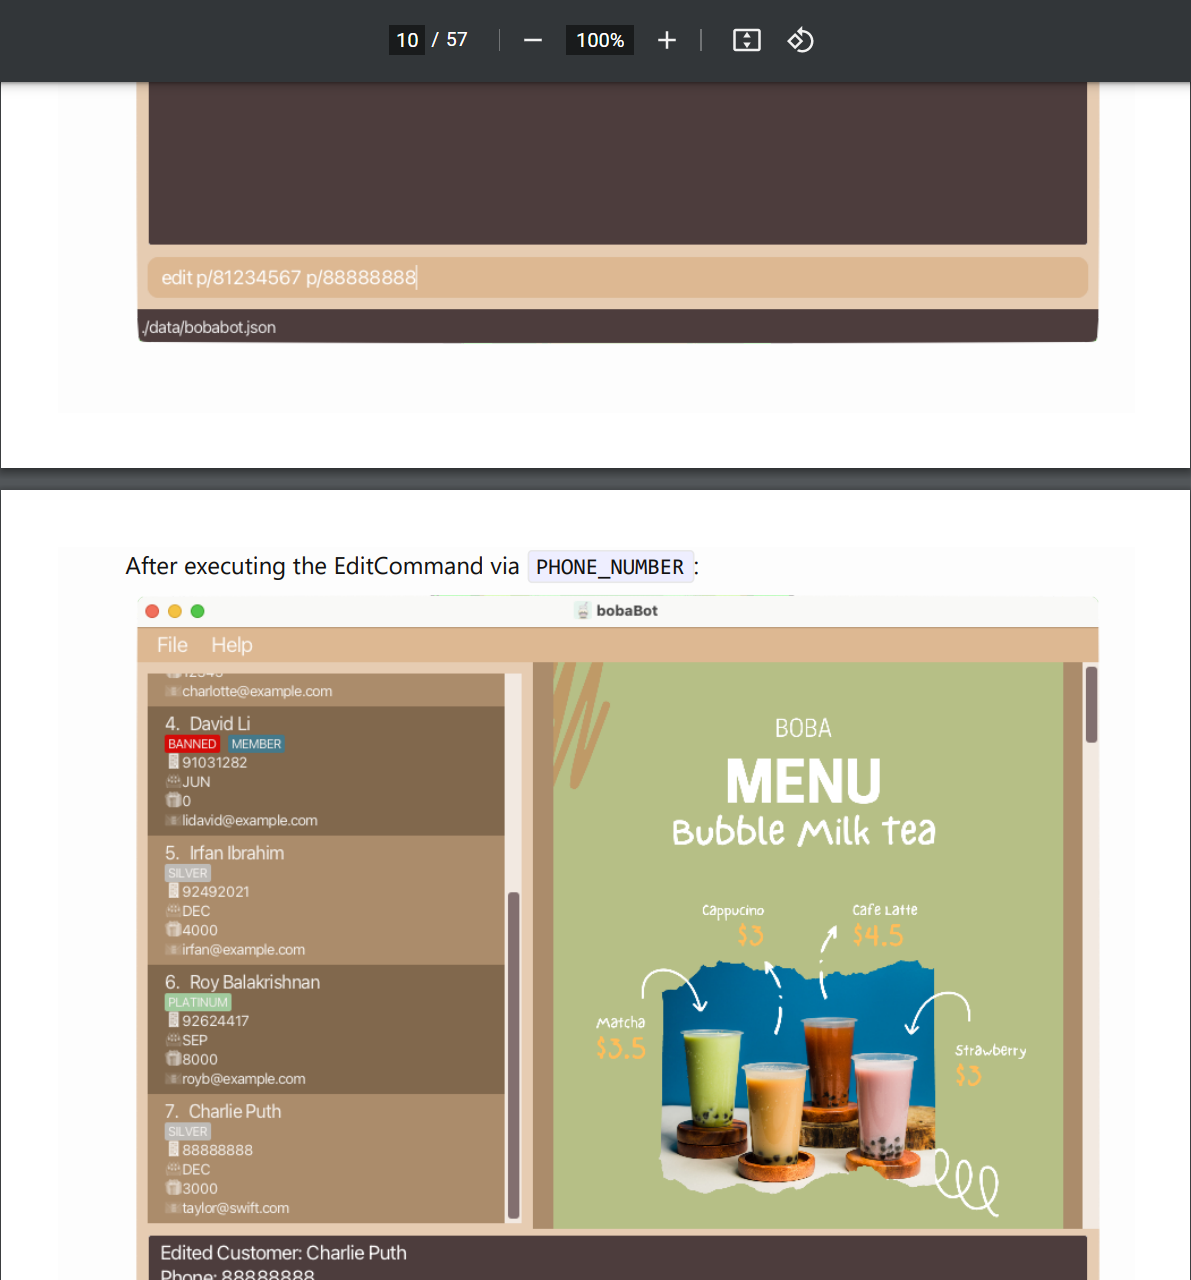 10 / 57 100%
edit p/81234567 p/88888888
./data/bobabot.json
After executing the EditCommand via PHONE_NUMBER:
bobaBot
File Help
12345
charlotte@example.com
4. David Li
BANNED MEMBER
91031282
JUN
0
lidavid@example.com
5. Irfan Ibrahim
SILVER
92492021
DEC
4000
irfan@example.com
6. Roy Balakrishnan
PLATINUM
92624417
SEP
8000
royb@example.com
7. Charlie Puth
SILVER
88888888
DEC
3000
taylor@swift.com
BOBA
MENU
Bubble Milk Tea
Cappucino
$3
Cafe Latte
$4.5
Matcha
$3.5
Strawberry
$3
Edited Customer: Charlie Puth
Phone: 88888888